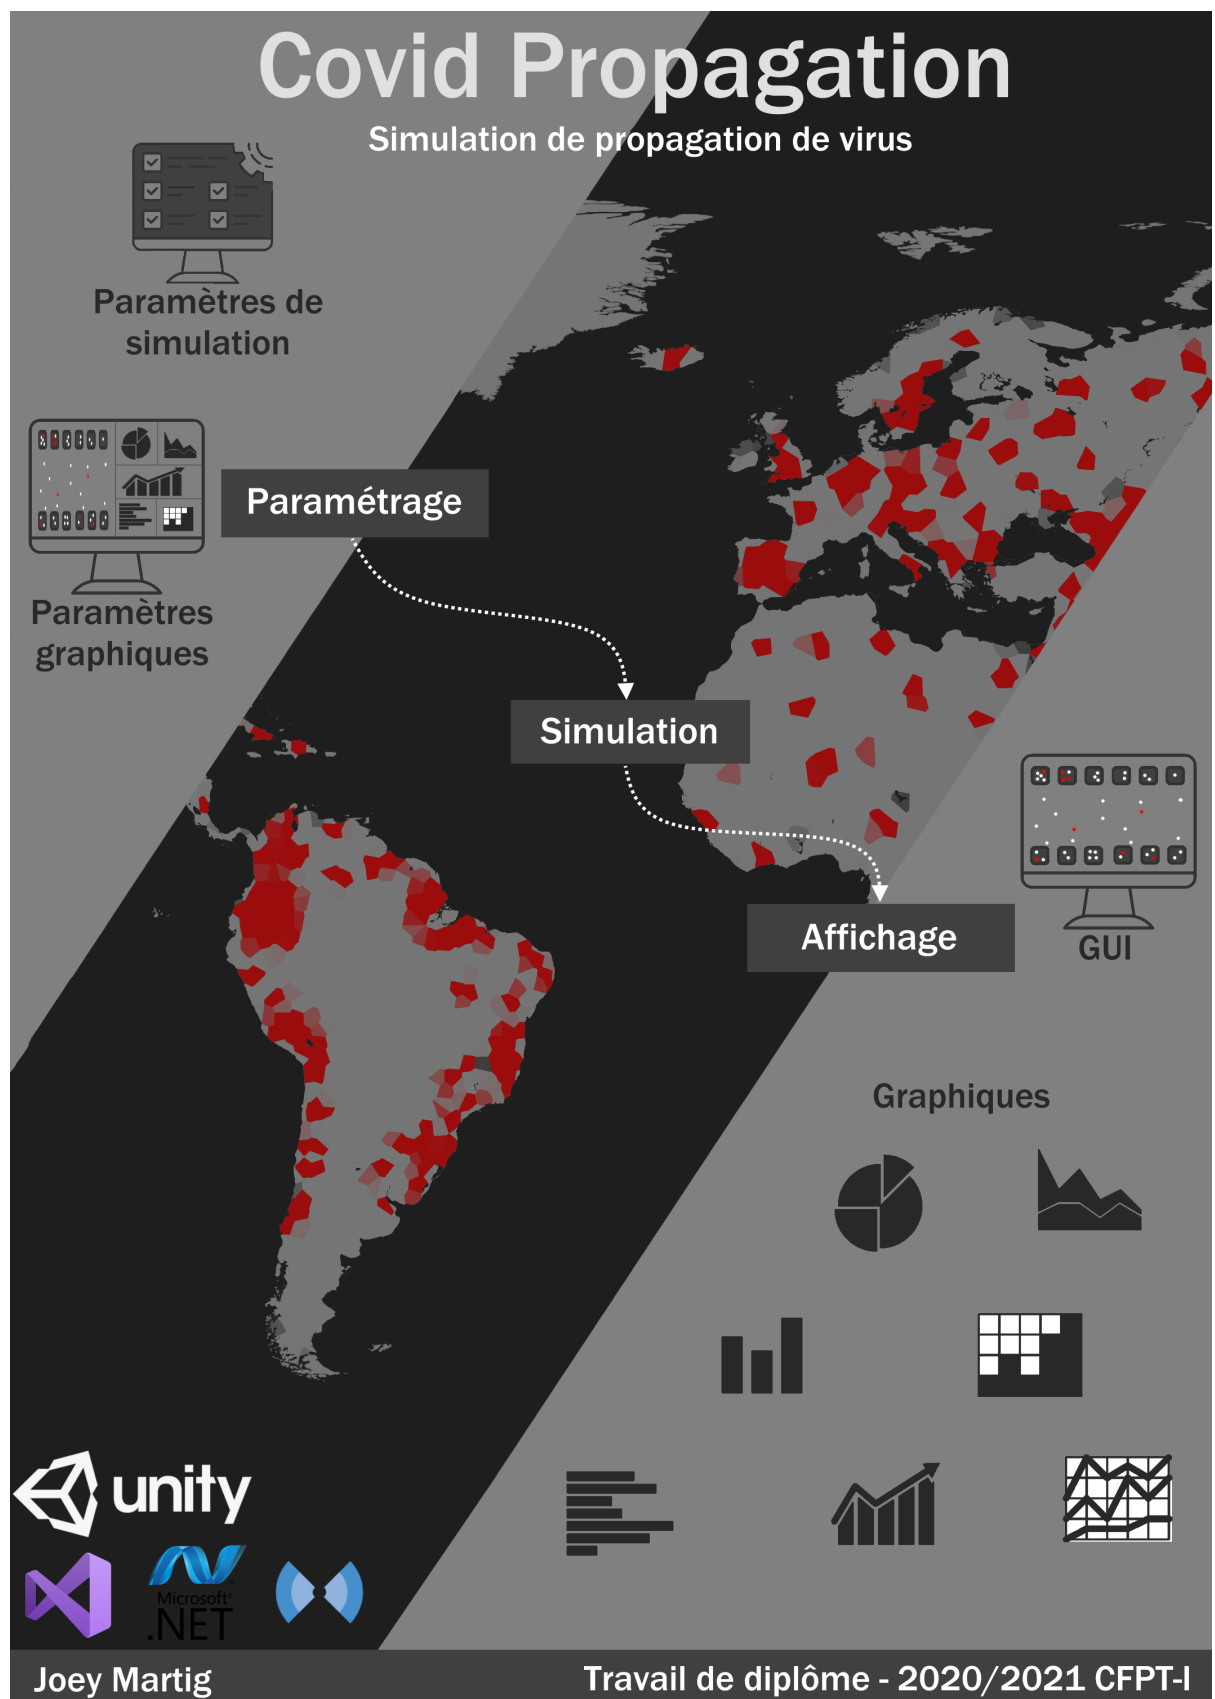 Covid Propagation
Simulation de propagation de virus
Paramètres de
simulation
Paramétrage
Paramètres
graphiques
Simulation
Affichage
GUI
Graphiques
unity
Microsoft®
.NET
Joey Martig
Travail de diplôme - 2020/2021 CFPT-I